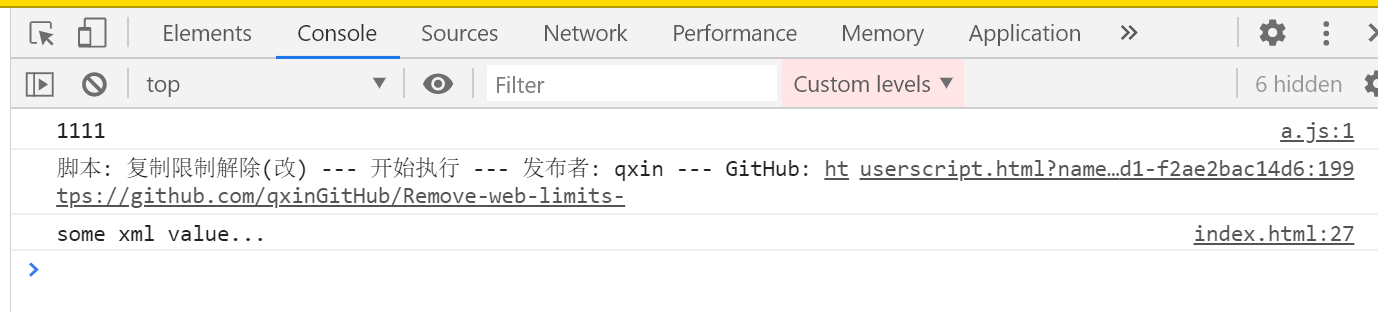 Elements Console Sources Network Performance Memory Application
top Filter Custom levels 6 hidden
1111 a.js:1
脚本: 复制限制解除(改) --- 开始执行 --- 发布者: qxin --- GitHub: ht userscript.html?name…d1-f2ae2bac14d6:199
tps://github.com/qxinGitHub/Remove-web-limits-
some xml value... index.html:27